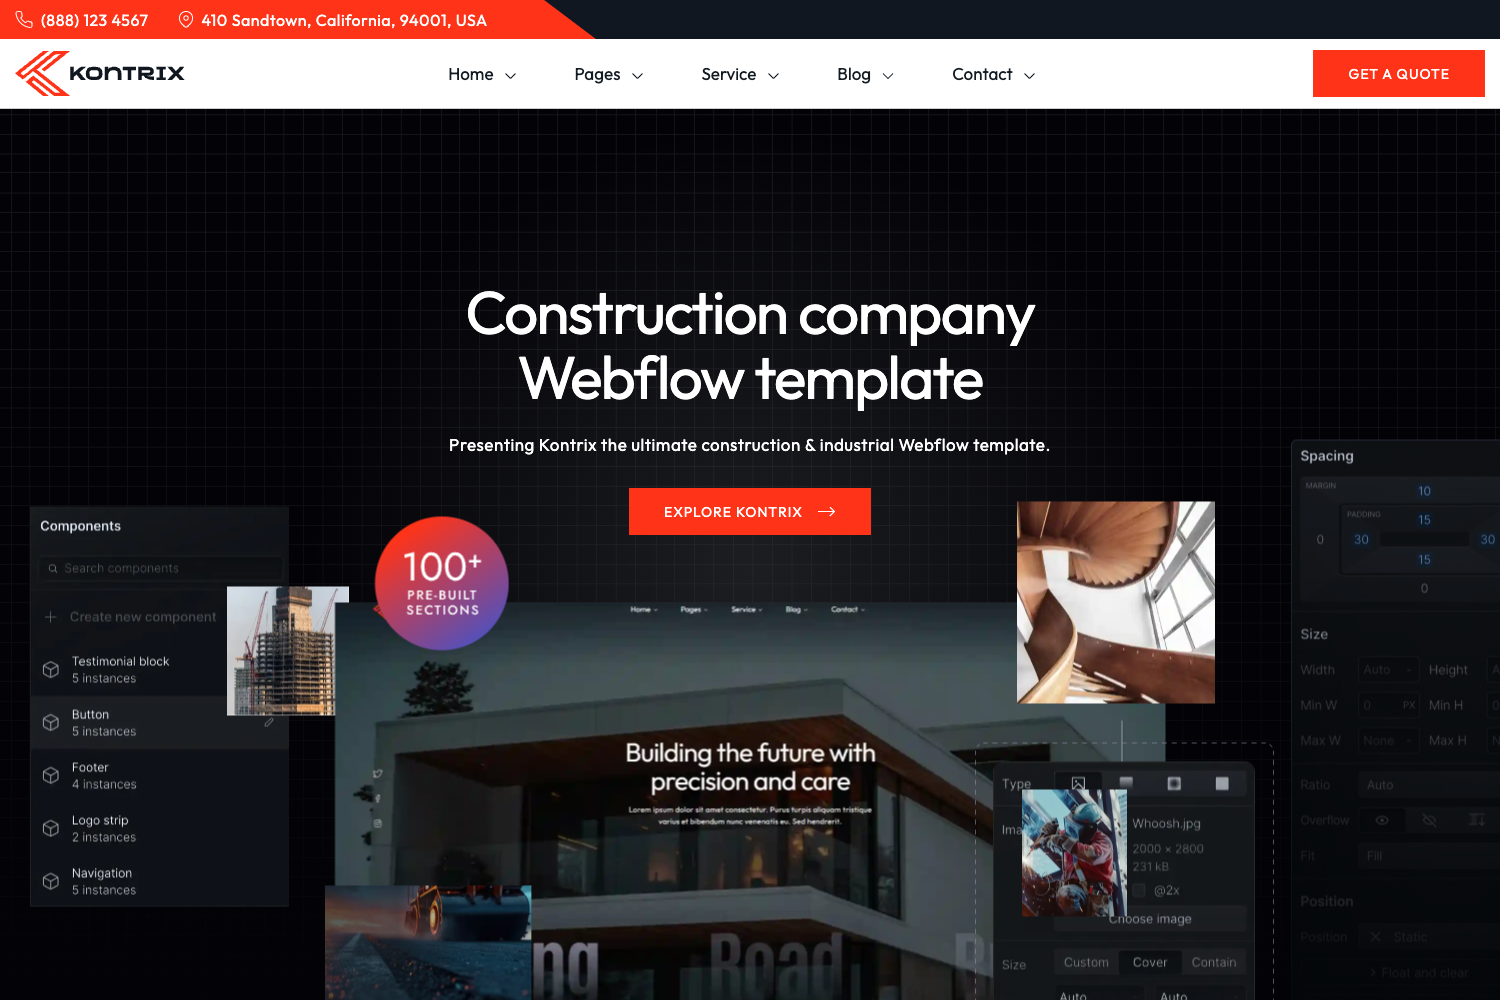 (888) 123 4567
410 Sandtown, California, 94001, USA
KONTRIX
Home
Pages
Service
Blog
Contact
GET A QUOTE
Construction company
Webflow template
Presenting Kontrix the ultimate construction & industrial Webflow template.
EXPLORE KONTRIX
Components
Search components
Create new component
Testimonial block
5 instances
Button
5 instances
Footer
4 instances
Logo strip
2 instances
Navigation
5 instances
100+
PRE-BUILT
SECTIONS
Home
Pages
Service
Blog
Contact
Building the future with
precision and care
Lorem ipsum dolor sit amet consectetur. Purus turpis aliquam tristique
varius et bibendum nunc venenatis eu. Sed hendrerit.
Road
Type
Whoosh.jpg
2000 × 2800
231 kB
@2x
Choose image
Size
Custom
Cover
Contain
Auto
Auto
Spacing
MARGIN
10
PADDING
15
0
30
30
15
0
Size
Width
Auto
Height
Min W
0
PX
Min H
Max W
None
Max H
Ratio
Auto
Overflow
Fit
Fill
Position
Position
Static
Float and clear